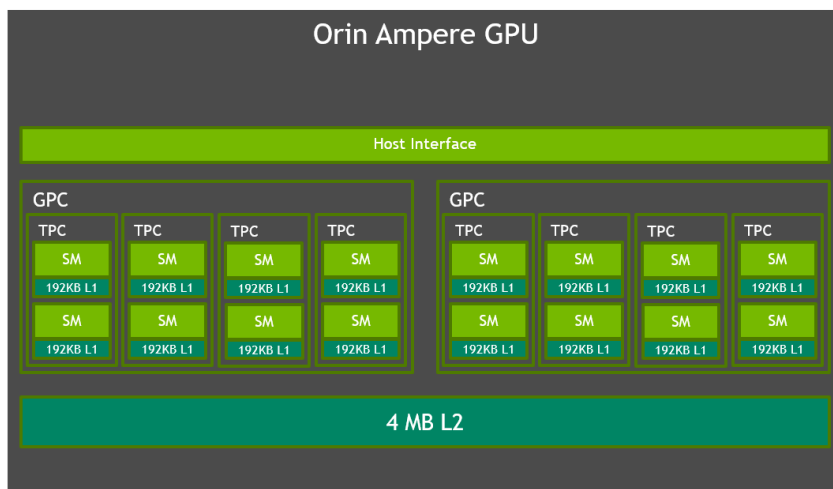 Orin Ampere GPU
Host Interface
GPC
TPC TPC TPC TPC
SM SM SM SM
192KB L1 192KB L1 192KB L1 192KB L1
SM SM SM SM
192KB L1 192KB L1 192KB L1 192KB L1
GPC
TPC TPC TPC TPC
SM SM SM SM
192KB L1 192KB L1 192KB L1 192KB L1
SM SM SM SM
192KB L1 192KB L1 192KB L1 192KB L1
4 MB L2